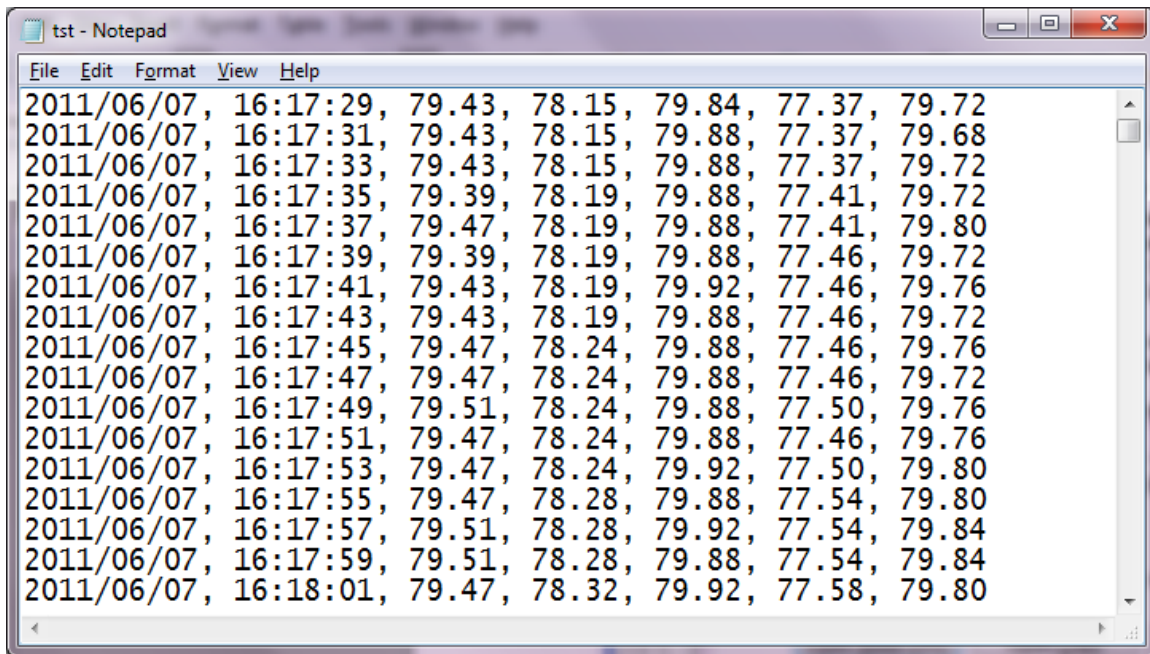 tst - Notepad
File Edit Format View Help
2011/06/07, 16:17:29, 79.43, 78.15, 79.84, 77.37, 79.72
2011/06/07, 16:17:31, 79.43, 78.15, 79.88, 77.37, 79.68
2011/06/07, 16:17:33, 79.43, 78.15, 79.88, 77.37, 79.72
2011/06/07, 16:17:35, 79.39, 78.19, 79.88, 77.41, 79.72
2011/06/07, 16:17:37, 79.47, 78.19, 79.88, 77.41, 79.80
2011/06/07, 16:17:39, 79.39, 78.19, 79.88, 77.46, 79.72
2011/06/07, 16:17:41, 79.43, 78.19, 79.92, 77.46, 79.76
2011/06/07, 16:17:43, 79.43, 78.19, 79.88, 77.46, 79.72
2011/06/07, 16:17:45, 79.47, 78.24, 79.88, 77.46, 79.76
2011/06/07, 16:17:47, 79.47, 78.24, 79.88, 77.46, 79.72
2011/06/07, 16:17:49, 79.51, 78.24, 79.88, 77.50, 79.76
2011/06/07, 16:17:51, 79.47, 78.24, 79.88, 77.46, 79.76
2011/06/07, 16:17:53, 79.47, 78.24, 79.92, 77.50, 79.80
2011/06/07, 16:17:55, 79.47, 78.28, 79.88, 77.54, 79.80
2011/06/07, 16:17:57, 79.51, 78.28, 79.92, 77.54, 79.84
2011/06/07, 16:17:59, 79.51, 78.28, 79.88, 77.54, 79.84
2011/06/07, 16:18:01, 79.47, 78.32, 79.92, 77.58, 79.80